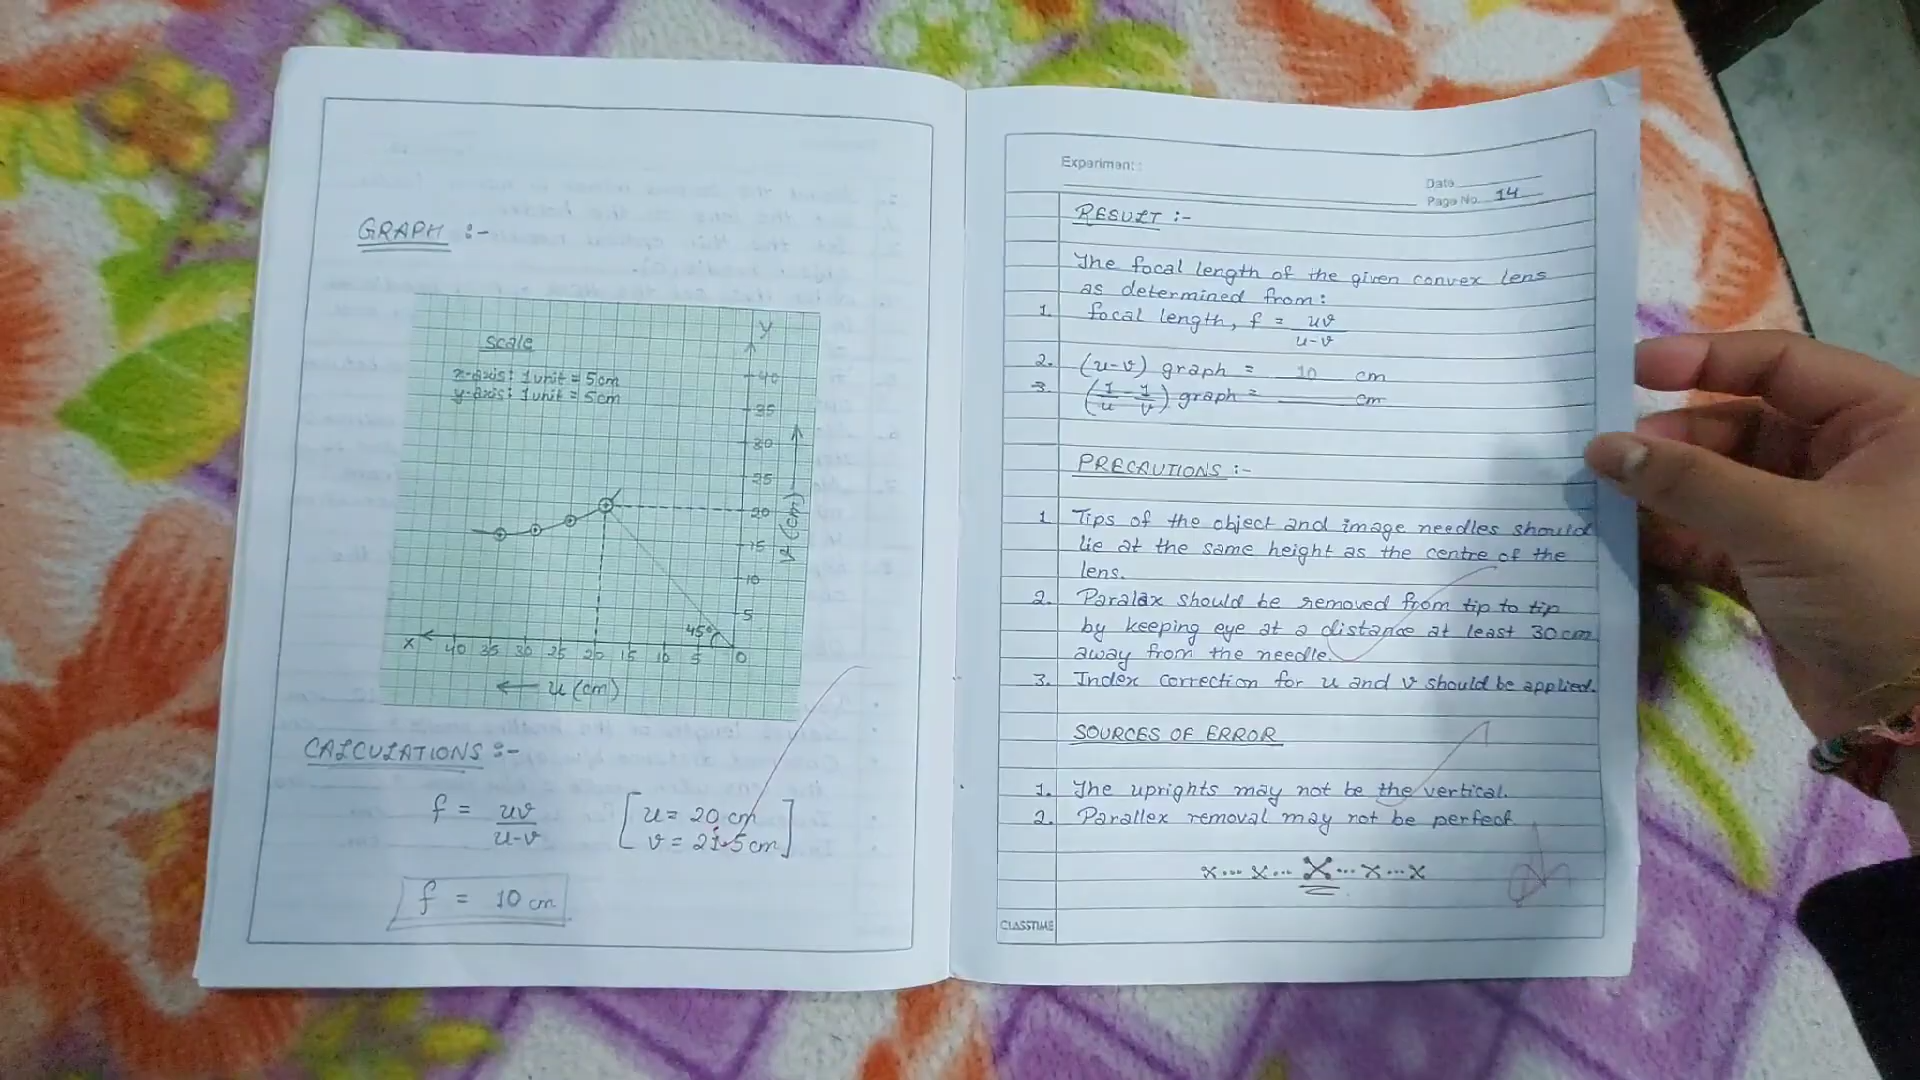 GRAPH :-
Scale
x-axis: 1 unit = 5cm
y-axis: 1 unit = 5cm
Y
40
35
30
25
20
15
10
5
v (cm)
45°
X 40 35 30 25 20 15 10 5 0
u (cm)
CALCULATIONS :-
f = uv
u-v
u = 20 cm
v = 21.5cm
f = 10 cm
Experiment :
Date
Page No. 14
RESULT :-
The focal length of the given convex lens
as determined from:
1. focal length, f = uv
u-v
2. (u-v) graph = 10 cm
3. (1/u - 1/v) graph = cm
PRECAUTIONS :-
1 Tips of the object and image needles should
lie at the same height as the centre of the
lens.
2. Paralax should be removed from tip to tip
by keeping eye at a distance at least 30cm
away from the needle.
3. Index correction for u and v should be applied.
SOURCES OF ERROR
1. The uprights may not be the vertical.
2. Parallex removal may not be perfect.
x... x... X... x... x
CLASSTIME